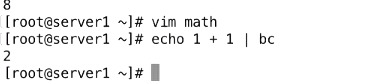 8
[root@server1 ~]# vim math
[root@server1 ~]# echo 1 + 1 | bc
2
[root@server1 ~]#